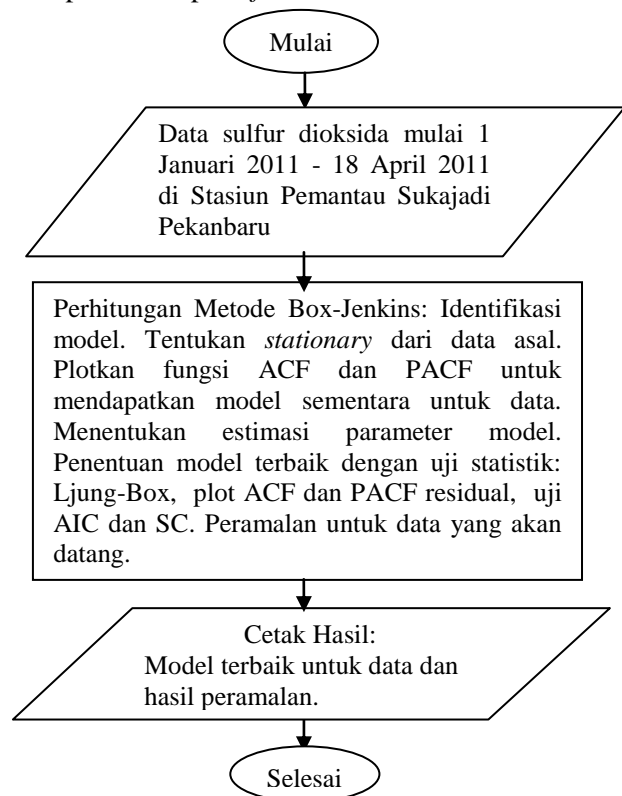 Mulai
Data sulfur dioksida mulai 1
Januari 2011 - 18 April 2011
di Stasiun Pemantau Sukajadi
Pekanbaru
Perhitungan Metode Box-Jenkins: Identifikasi
model. Tentukan stationary dari data asal.
Plotkan fungsi ACF dan PACF untuk
mendapatkan model sementara untuk data.
Menentukan estimasi parameter model.
Penentuan model terbaik dengan uji statistik:
Ljung-Box, plot ACF dan PACF residual, uji
AIC dan SC. Peramalan untuk data yang akan
datang.
Cetak Hasil:
Model terbaik untuk data dan
hasil peramalan.
Selesai